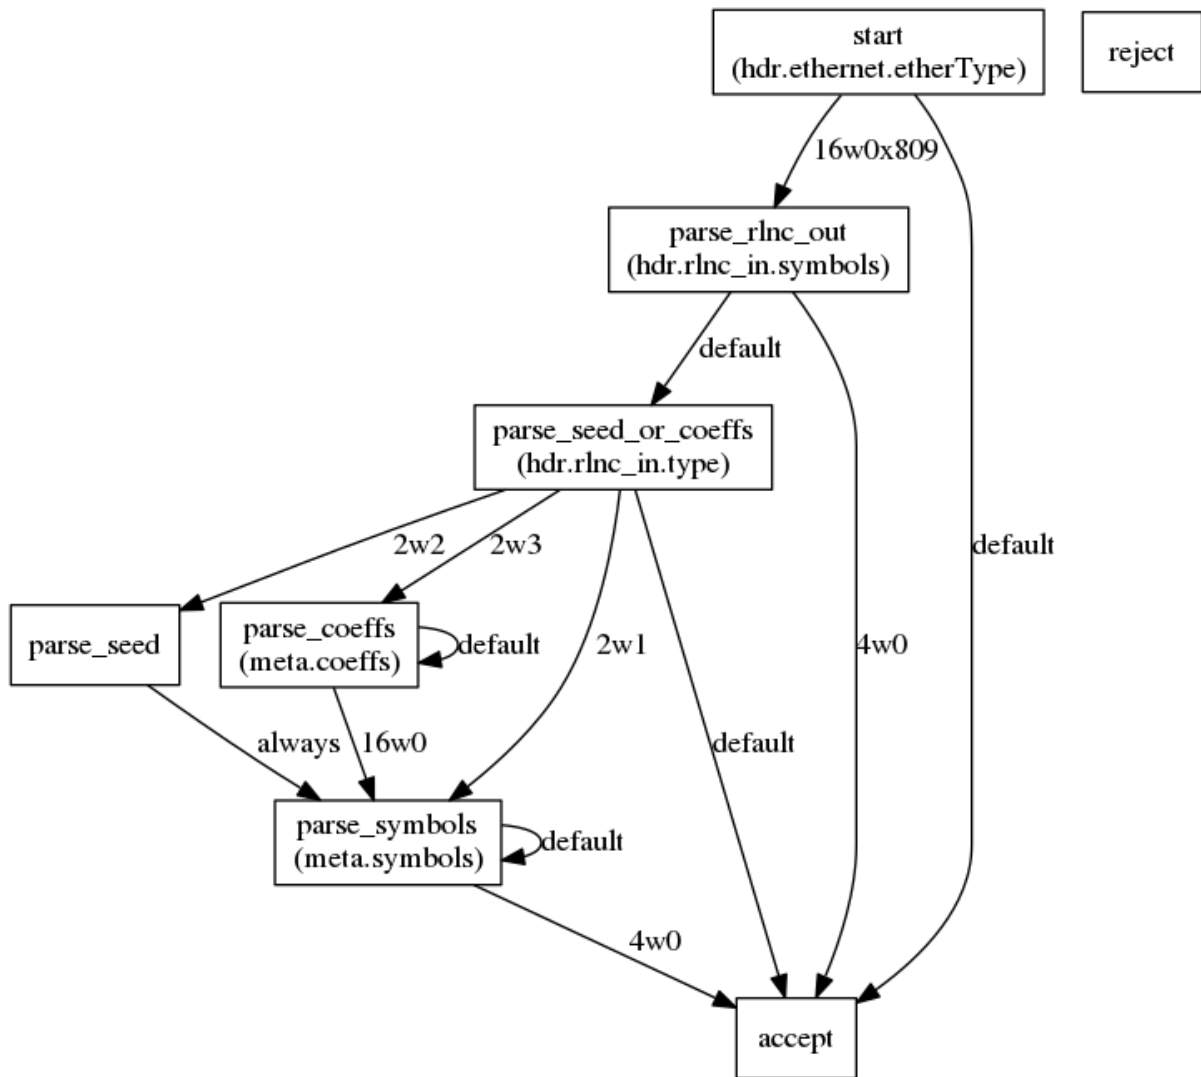 start
(hdr.ethernet.etherType)
reject
16w0x809
parse_rlnc_out
(hdr.rlnc_in.symbols)
default
parse_seed_or_coeffs
(hdr.rlnc_in.type)
2w2
2w3
default
parse_seed
parse_coeffs
(meta.coeffs)
default
2w1
4w0
always
16w0
default
parse_symbols
(meta.symbols)
default
4w0
accept